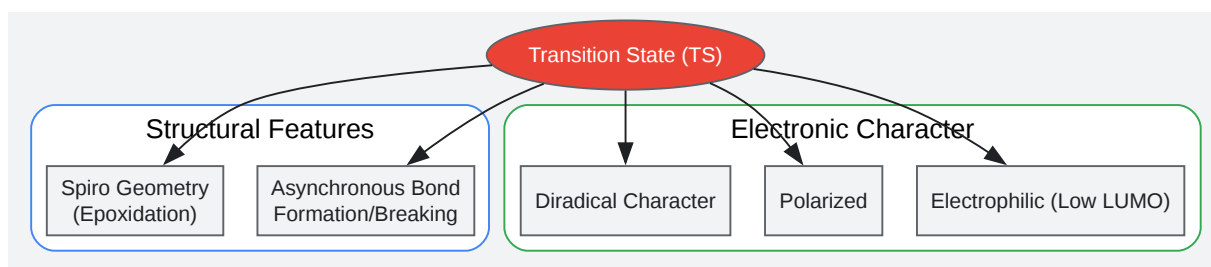 Transition State (TS)
Structural Features
Electronic Character
Spiro Geometry
(Epoxidation)
Asynchronous Bond
Formation/Breaking
Diradical Character
Polarized
Electrophilic (Low LUMO)